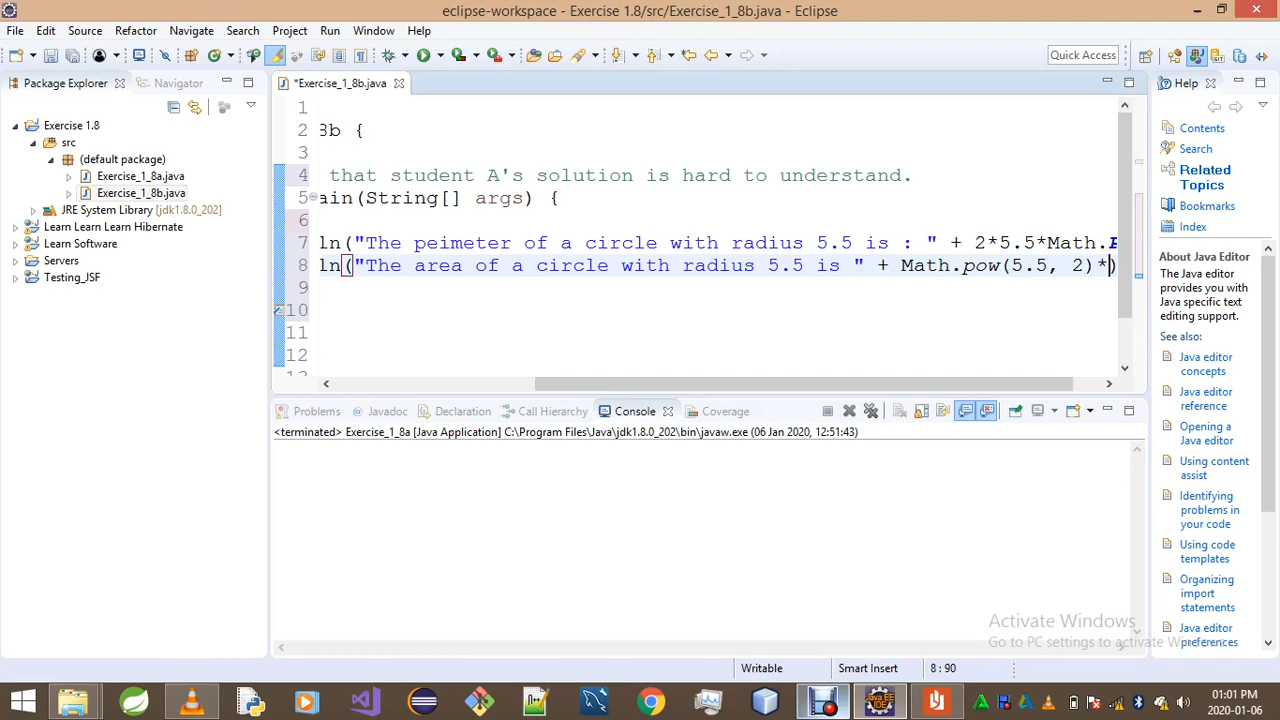 eclipse-workspace - Exercise 1.8/src/Exercise_1_8b.java - Eclipse
File Edit Source Refactor Navigate Search Project Run Window Help
Quick Access
Package Explorer Navigator
*Exercise_1_8b.java
Help
Exercise 1.8
src
(default package)
Exercise_1_8a.java
Exercise_1_8b.java
JRE System Library [jdk1.8.0_202]
Learn Learn Learn Hibernate
Learn Software
Servers
Testing_JSF
1
2 8b {
3
4 that student A's solution is hard to understand.
5 ain(String[] args) {
6
7 ln("The peimeter of a circle with radius 5.5 is : " + 2*5.5*Math.P
8 ln("The area of a circle with radius 5.5 is " + Math.pow(5.5, 2)*)
9
10
11
12
13
Contents
Search
Related
Topics
Bookmarks
Index
About Java Editor
The Java editor
provides you with
Java specific text
editing support.
See also:
Java editor
concepts
Java editor
reference
Opening a
Java editor
Using content
assist
Identifying
problems in
your code
Using code
templates
Organizing
import
statements
Java editor
preferences
Problems Javadoc Declaration Call Hierarchy Console Coverage
<terminated> Exercise_1_8a [Java Application] C:\Program Files\Java\jdk1.8.0_202\bin\javaw.exe (06 Jan 2020, 12:51:43)
Activate Windows
Go to PC settings to activate Windows.
Writable Smart Insert 8 : 90
01:01 PM
2020-01-06